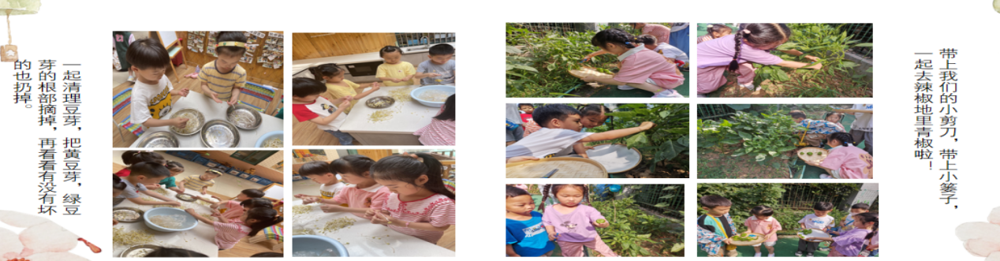 一起清理豆芽，把黄豆芽，绿豆
芽的根部摘掉，再看看有没有坏
的也扔掉。
带上我们的小剪刀，带上小篓子，
一起去辣椒地里青椒啦！